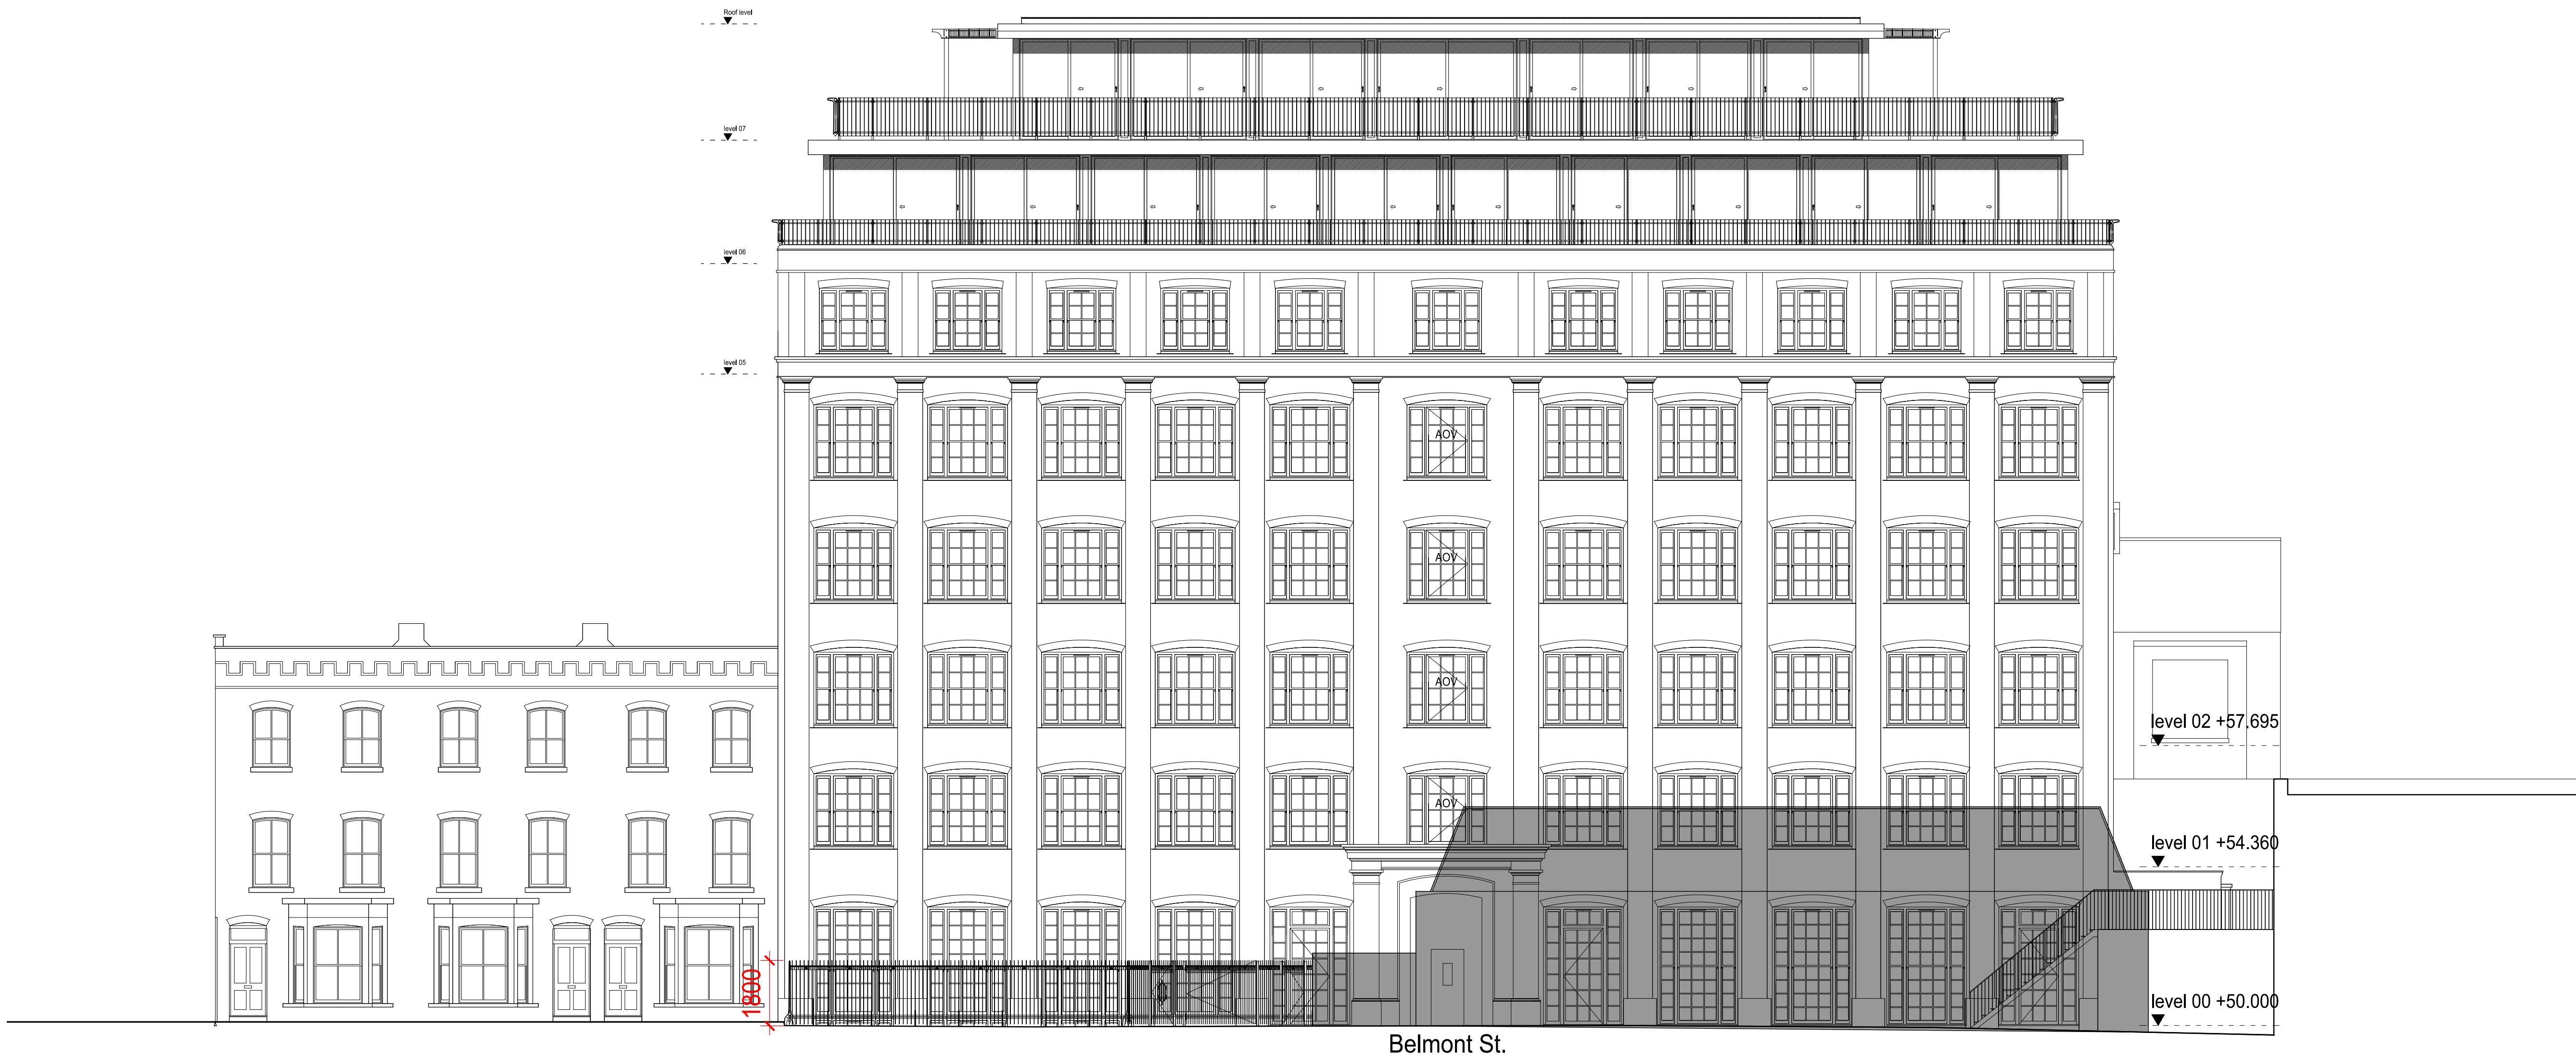 Roof level
level 07
level 06
level 05
AOV
AOV
AOV
AOV
level 02 +57.695
level 01 +54.360
level 00 +50.000
1800
Belmont St.